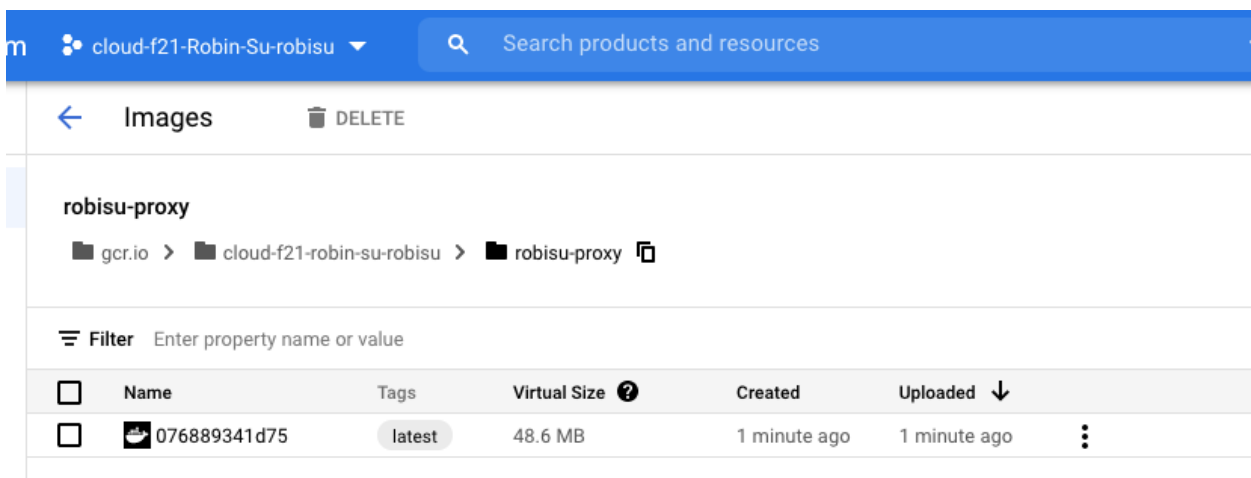 m cloud-f21-Robin-Su-robisu Search products and resources
Images DELETE
robisu-proxy
gcr.io > cloud-f21-robin-su-robisu > robisu-proxy
Filter Enter property name or value
Name Tags Virtual Size ? Created Uploaded
076889341d75 latest 48.6 MB 1 minute ago 1 minute ago